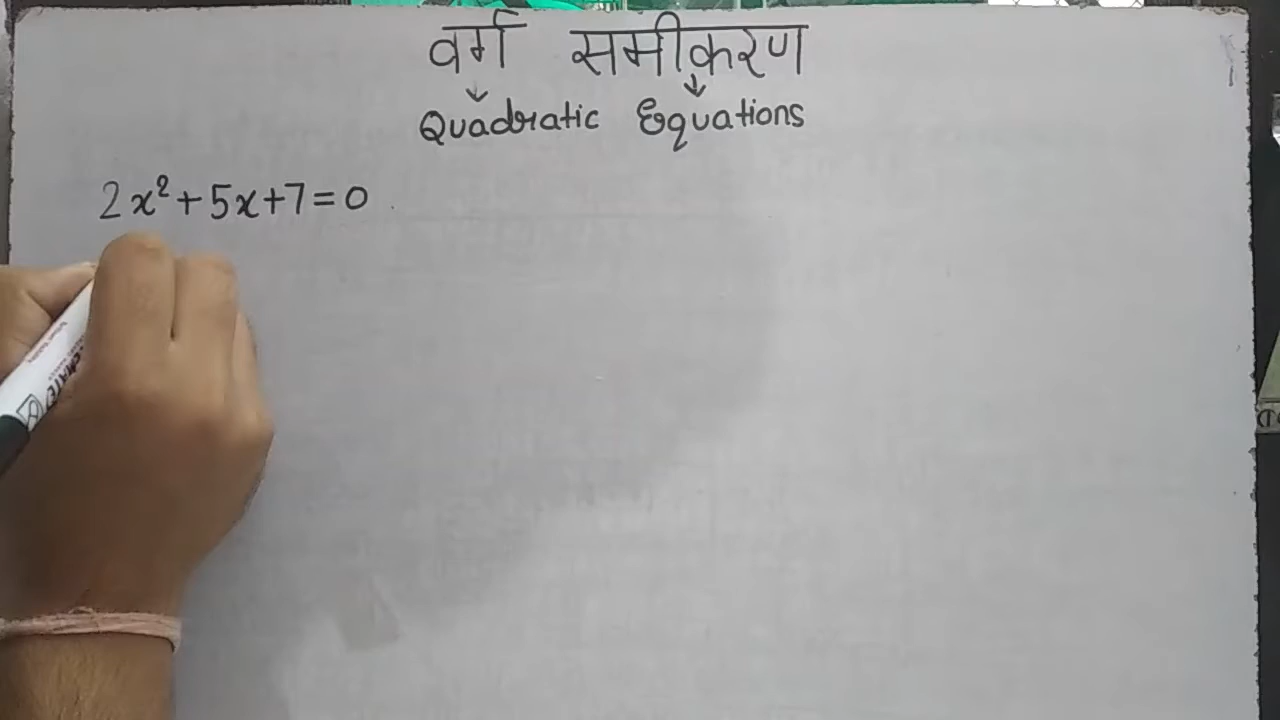 वर्ग समीकरण
↓ ↓
Quadratic Equations
2x²+5x+7=0